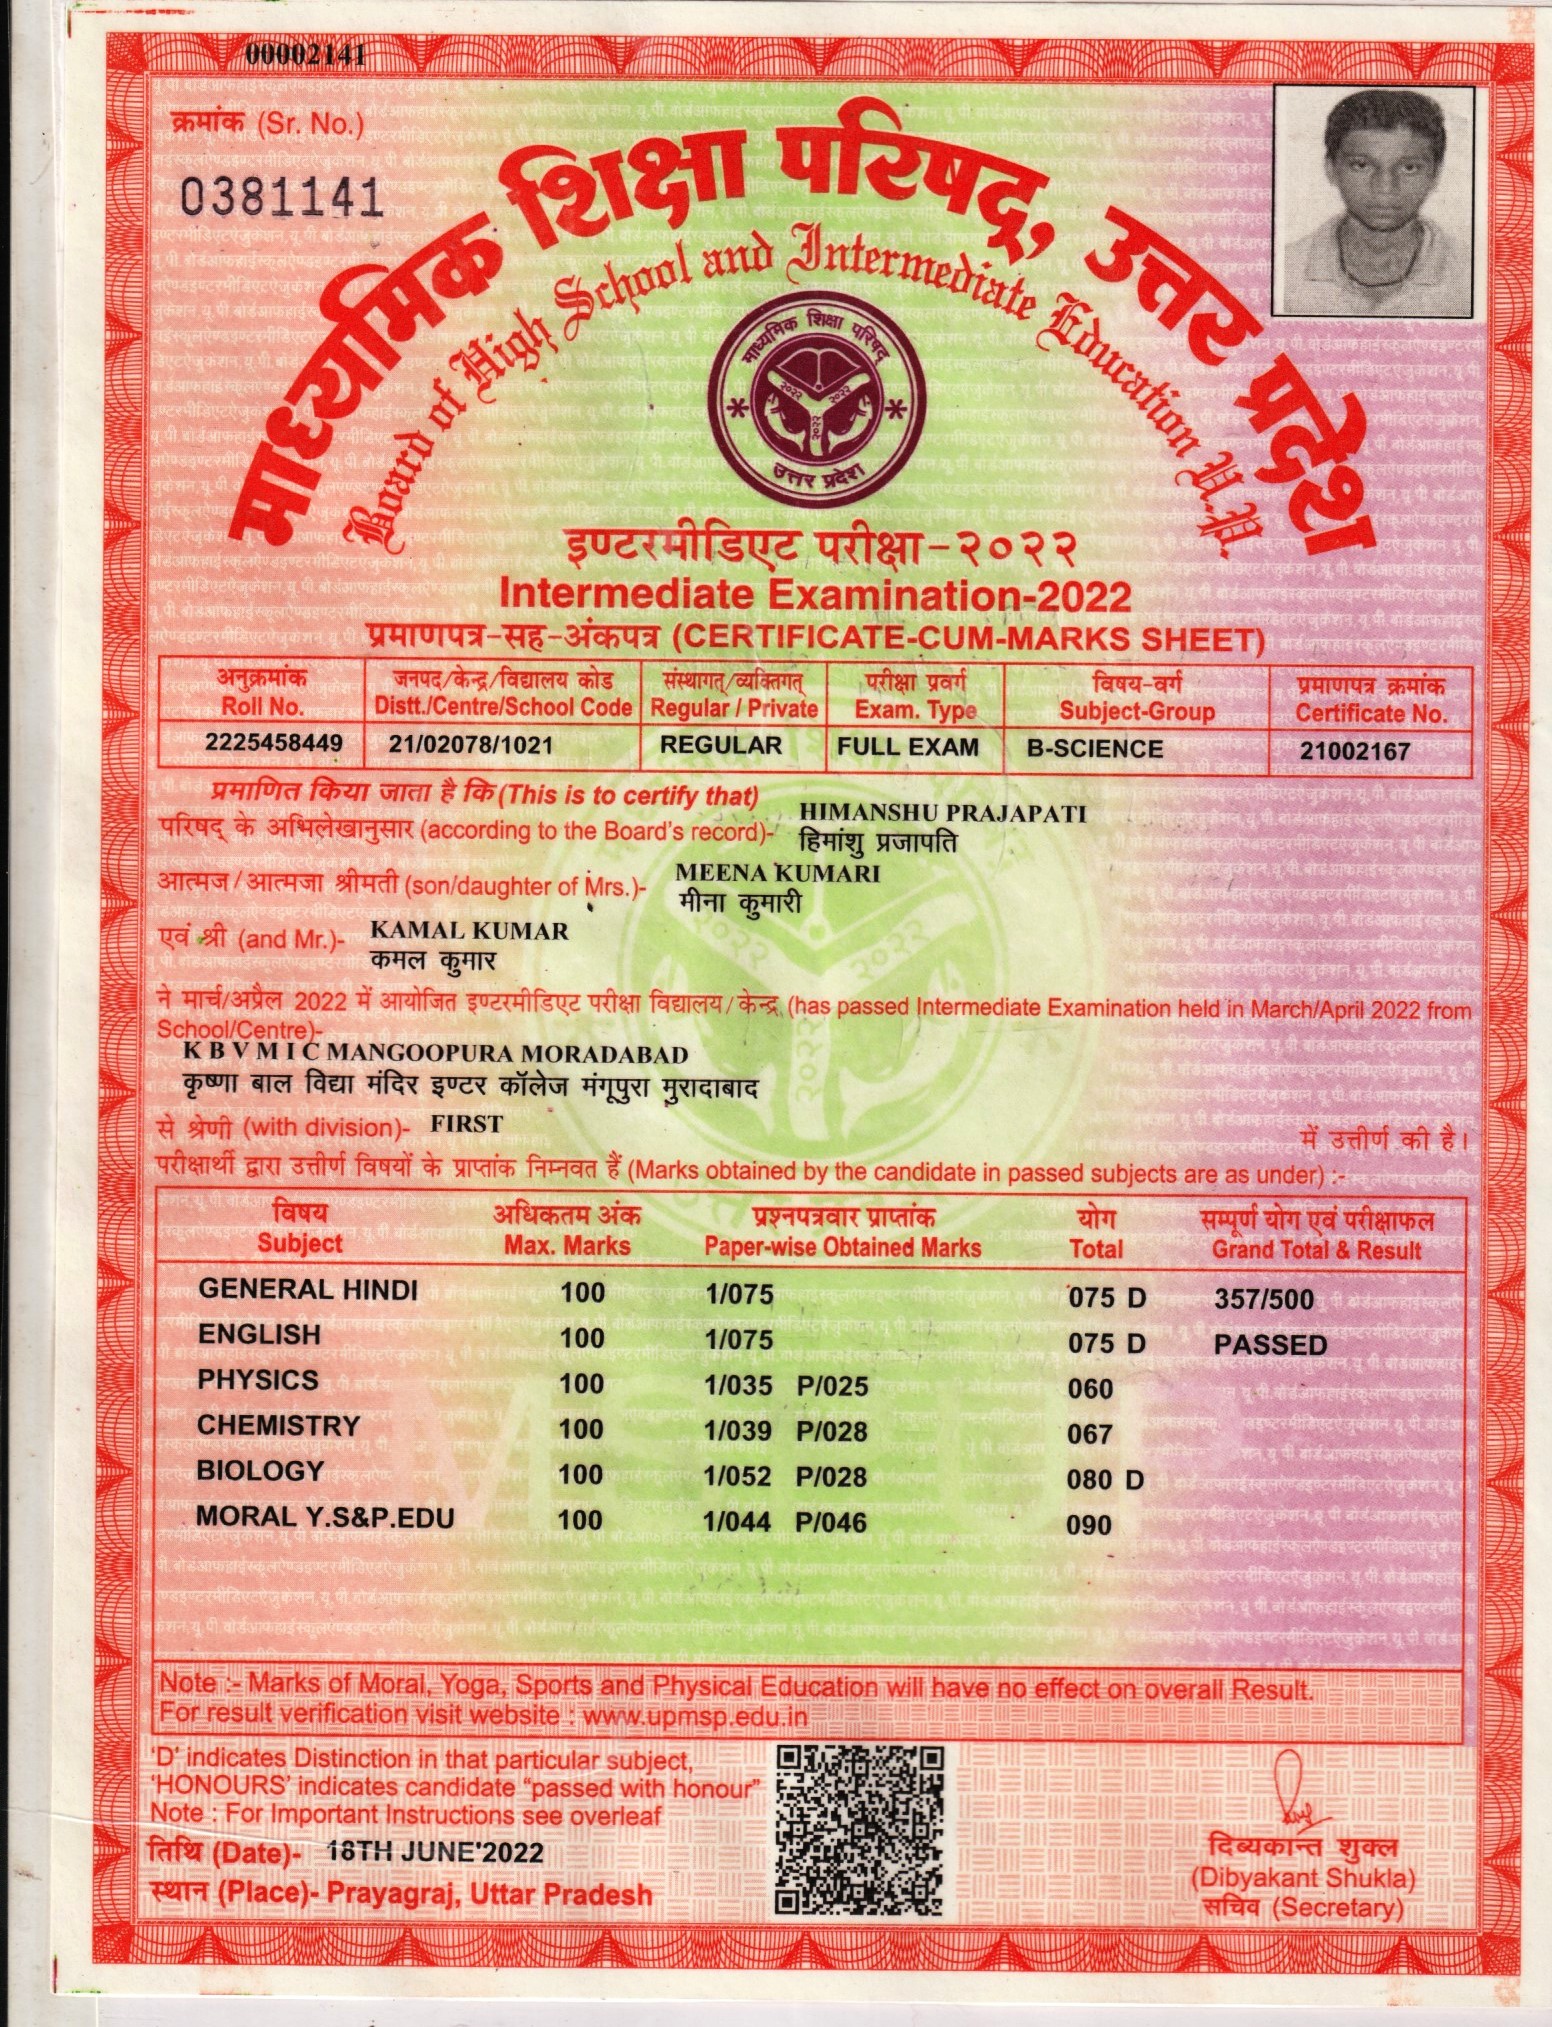 00002141
क्रमांक (Sr. No.)
0381141
माध्यमिक शिक्षा परिषद्, उत्तर प्रदेश
Board of High School and Intermediate Education U.P.
माध्यमिक शिक्षा परिषद्
२०२२ २०२२
२०२२
उत्तर प्रदेश
इण्टरमीडिएट परीक्षा-२०२२
Intermediate Examination-2022
प्रमाणपत्र-सह-अंकपत्र (CERTIFICATE-CUM-MARKS SHEET)
अनुक्रमांक जनपद/केन्द्र/विद्यालय कोड संस्थागत/व्यक्तिगत परीक्षा प्रवर्ग विषय-वर्ग प्रमाणपत्र क्रमांक
Roll No. Distt./Centre/School Code Regular / Private Exam. Type Subject-Group Certificate No.
2225458449 21/02078/1021 REGULAR FULL EXAM B-SCIENCE 21002167
प्रमाणित किया जाता है कि (This is to certify that)
परिषद् के अभिलेखानुसार (according to the Board's record)- HIMANSHU PRAJAPATI
हिमांशु प्रजापति
आत्मज/आत्मजा श्रीमती (son/daughter of Mrs.)- MEENA KUMARI
मीना कुमारी
एवं श्री (and Mr.)- KAMAL KUMAR
कमल कुमार
ने मार्च/अप्रैल 2022 में आयोजित इण्टरमीडिएट परीक्षा विद्यालय/केन्द्र (has passed Intermediate Examination held in March/April 2022 from
School/Centre)-
K B V M I C MANGOOPURA MORADABAD
कृष्णा बाल विद्या मंदिर इण्टर कॉलेज मंगूपुरा मुरादाबाद
से श्रेणी (with division)- FIRST में उत्तीर्ण की है।
परीक्षार्थी द्वारा उत्तीर्ण विषयों के प्राप्तांक निम्नवत हैं (Marks obtained by the candidate in passed subjects are as under) :-
विषय अधिकतम अंक प्रश्नपत्रवार प्राप्तांक योग सम्पूर्ण योग एवं परीक्षाफल
Subject Max. Marks Paper-wise Obtained Marks Total Grand Total & Result
GENERAL HINDI 100 1/075 075 D 357/500
ENGLISH 100 1/075 075 D PASSED
PHYSICS 100 1/035 P/025 060
CHEMISTRY 100 1/039 P/028 067
BIOLOGY 100 1/052 P/028 080 D
MORAL Y.S&P.EDU 100 1/044 P/046 090
Note :- Marks of Moral, Yoga, Sports and Physical Education will have no effect on overall Result.
For result verification visit website : www.upmsp.edu.in
'D' indicates Distinction in that particular subject,
'HONOURS' indicates candidate "passed with honour"
Note : For Important Instructions see overleaf
तिथि (Date)- 18TH JUNE'2022
स्थान (Place)- Prayagraj, Uttar Pradesh
दिब्यकान्त शुक्ल
(Dibyakant Shukla)
सचिव (Secretary)